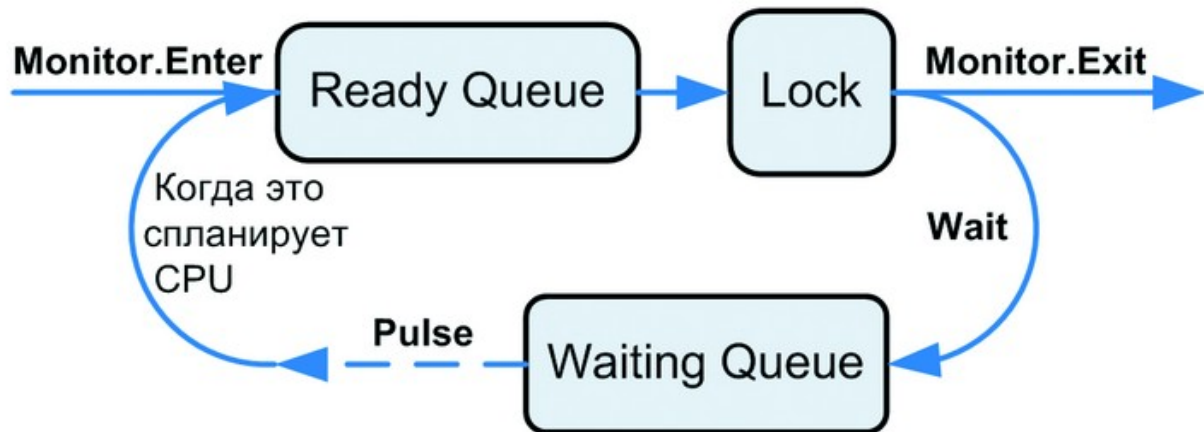 Monitor.Enter
Ready Queue
Lock
Monitor.Exit
Когда это
спланирует
CPU
Wait
Pulse
Waiting Queue